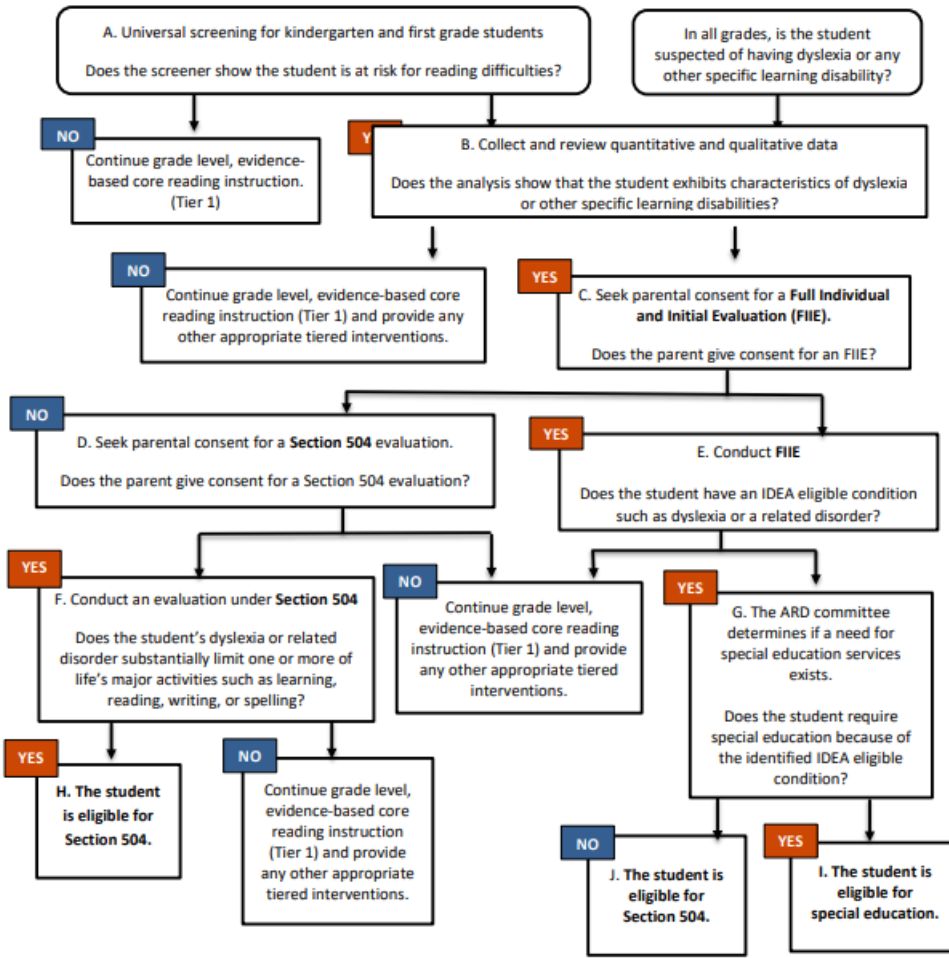 A. Universal screening for kindergarten and first grade students
Does the screener show the student is at risk for reading difficulties?
In all grades, is the student
suspected of having dyslexia or any
other specific learning disability?
NO
Continue grade level, evidence-
based core reading instruction.
(Tier 1)
B. Collect and review quantitative and qualitative data
Does the analysis show that the student exhibits characteristics of dyslexia
or other specific learning disabilities?
NO
Continue grade level, evidence-based core
reading instruction (Tier 1) and provide any
other appropriate tiered interventions.
YES
C. Seek parental consent for a Full Individual
and Initial Evaluation (FIIE).
Does the parent give consent for an FIIE?
NO
D. Seek parental consent for a Section 504 evaluation.
Does the parent give consent for a Section 504 evaluation?
YES
E. Conduct FIIE
Does the student have an IDEA eligible condition
such as dyslexia or a related disorder?
YES
F. Conduct an evaluation under Section 504
Does the student's dyslexia or related
disorder substantially limit one or more of
life's major activities such as learning,
reading, writing, or spelling?
NO
Continue grade level,
evidence-based core reading
instruction (Tier 1) and provide
any other appropriate tiered
interventions.
YES
G. The ARD committee
determines if a need for
special education services
exists.
Does the student require
special education because of
the identified IDEA eligible
condition?
YES
H. The student
is eligible for
Section 504.
NO
Continue grade level,
evidence-based core
reading instruction
(Tier 1) and provide
any other appropriate
tiered interventions.
NO
J. The student is
eligible for
Section 504.
YES
I. The student is
eligible for
special education.